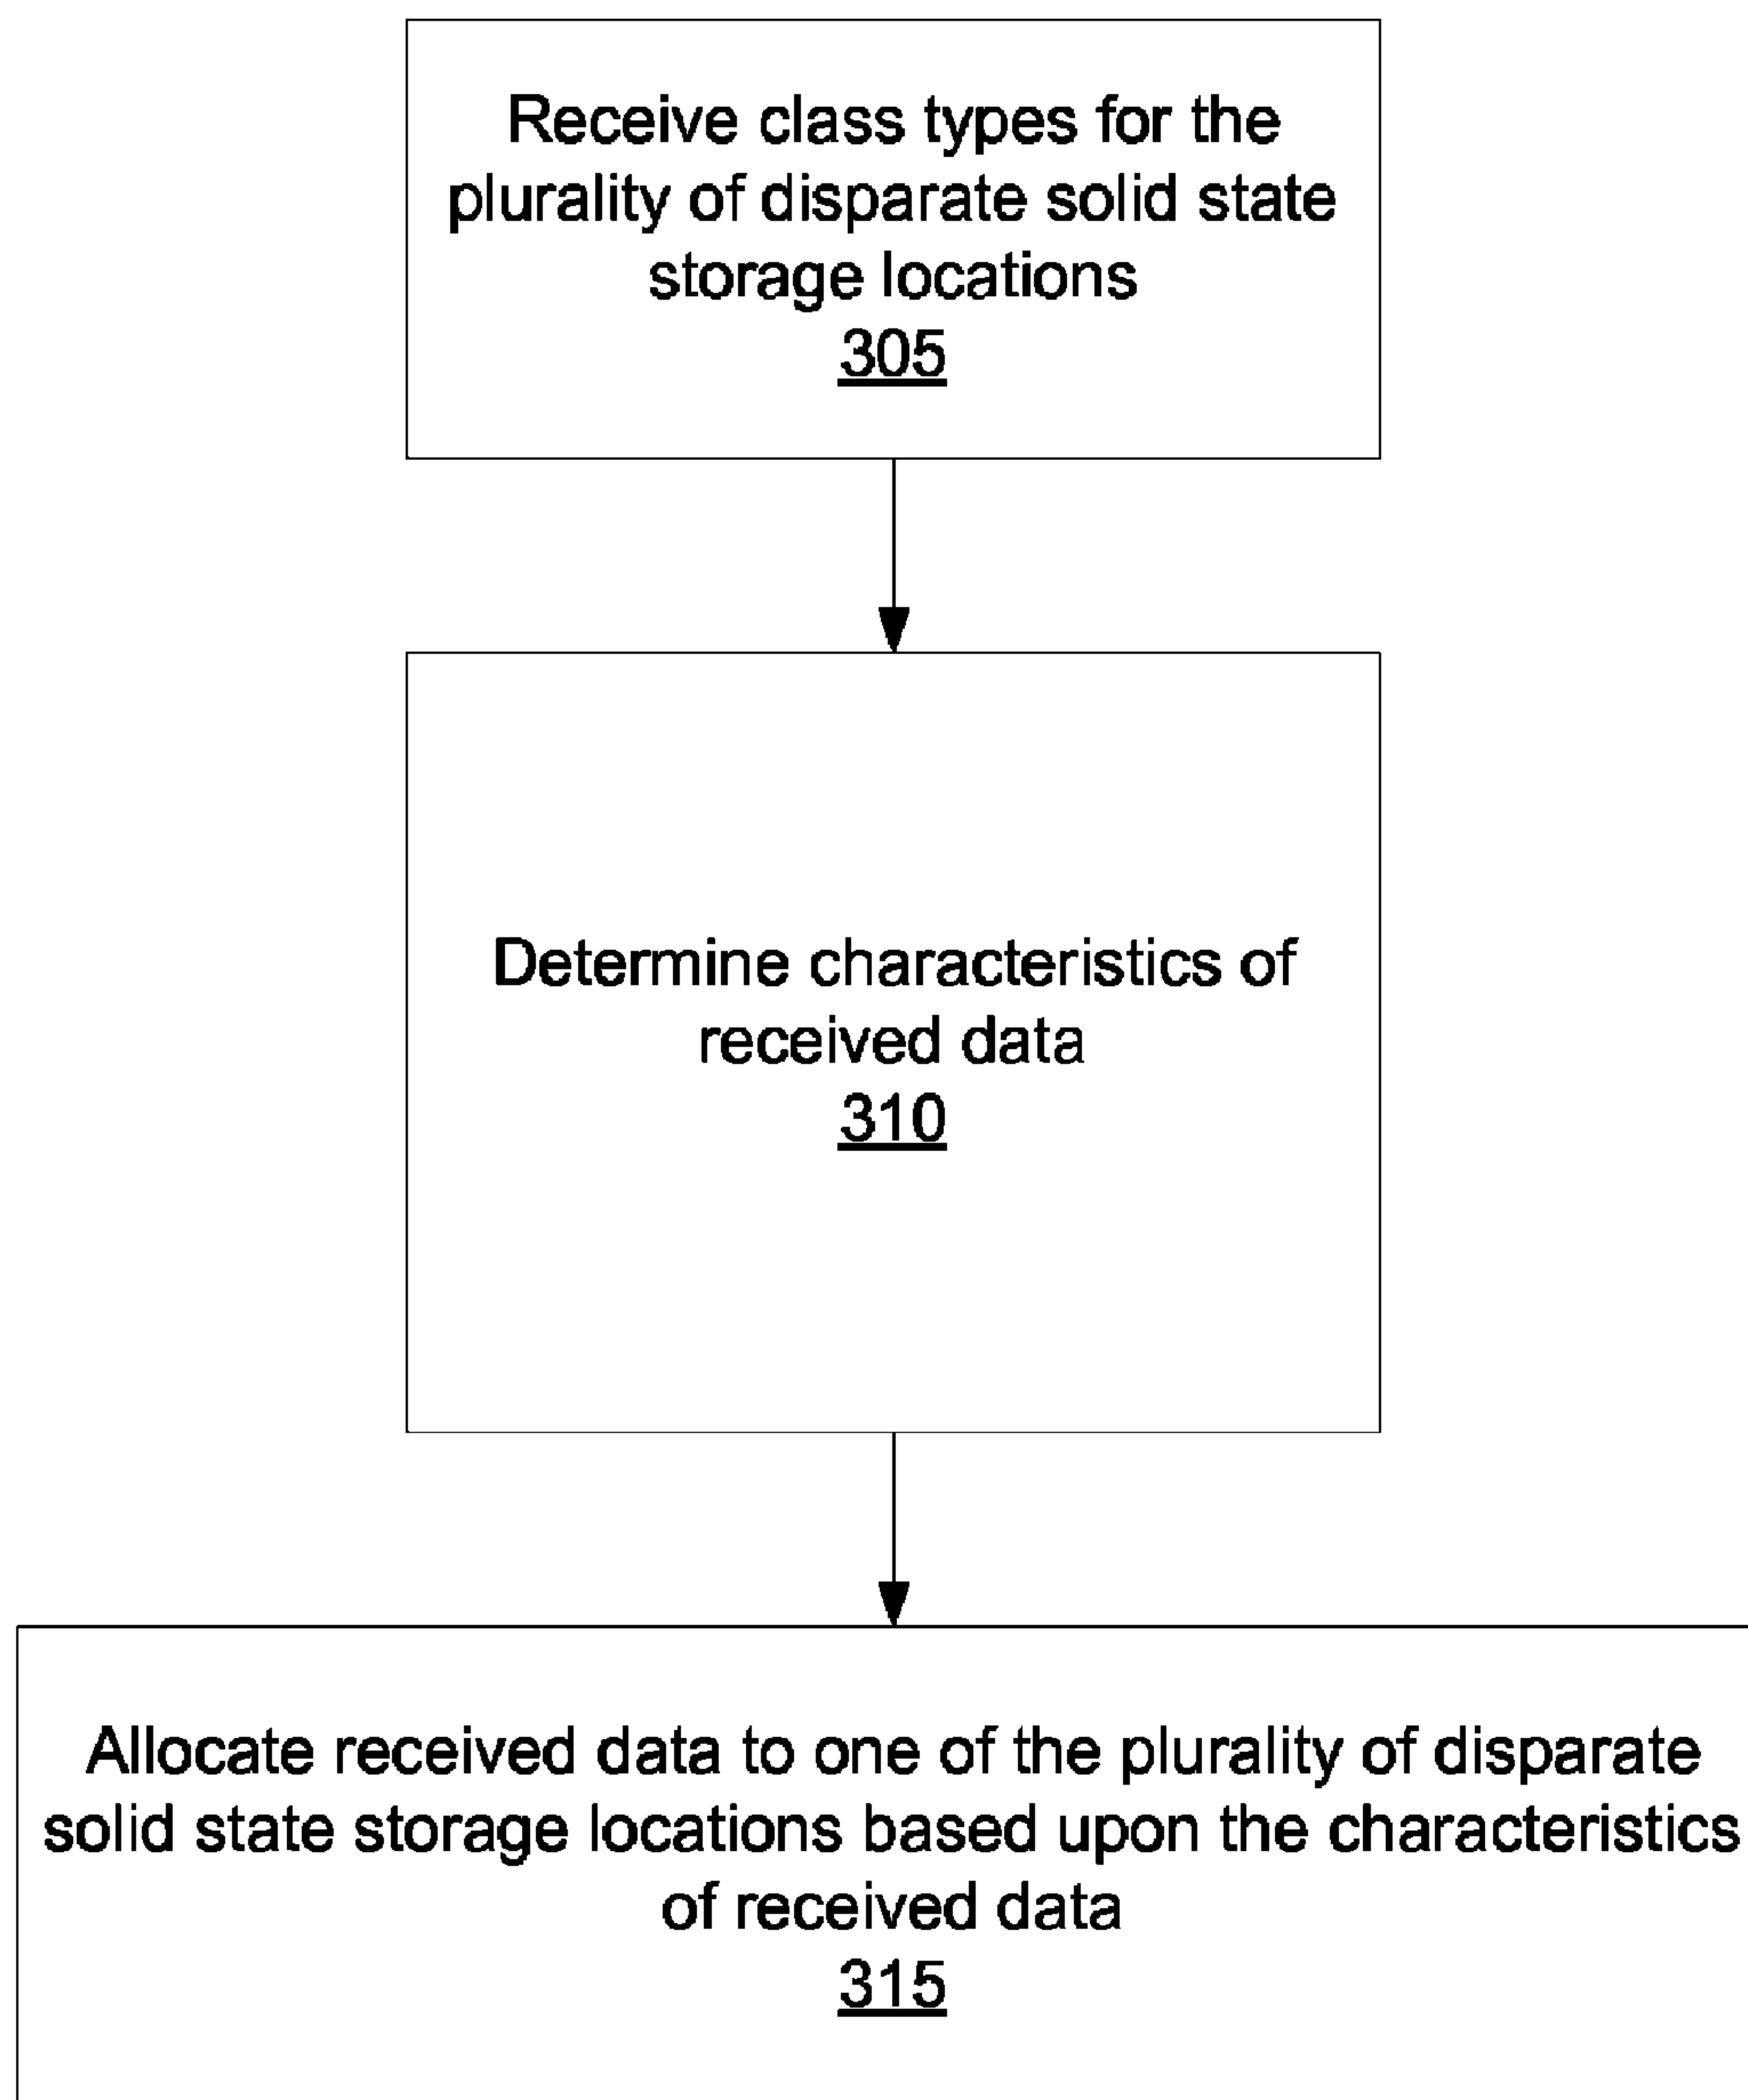 Receive class types for the
plurality of disparate solid state
storage locations
305
Determine characteristics of
received data
310
Allocate received data to one of the plurality of disparate
solid state storage locations based upon the characteristics
of received data
315